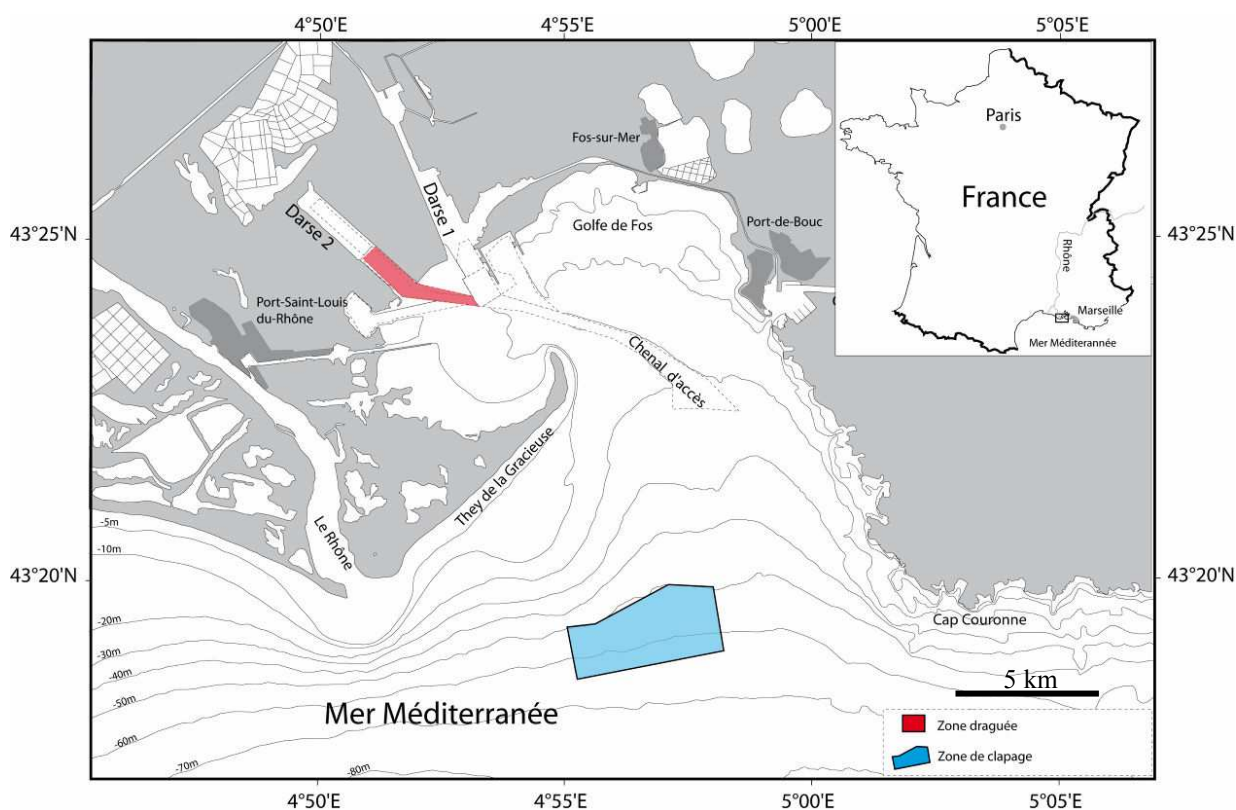 4°50'E
4°55'E
5°00'E
5°05'E
Paris
France
Rhône
Marseille
Mer Méditerannée
Fos-sur-Mer
Darse 1
Darse 2
Golfe de Fos
Port-de-Bouc
43°25'N
43°25'N
Port-Saint-Louis
du-Rhône
Chenal d'accès
They de la Gracieuse
Le Rhône
-5m
-10m
43°20'N
43°20'N
-20m
-30m
-40m
-50m
-60m
-70m
-80m
Cap Couronne
5 km
Mer Méditerranée
Zone draguée
Zone de clapage
4°50'E
4°55'E
5°00'E
5°05'E